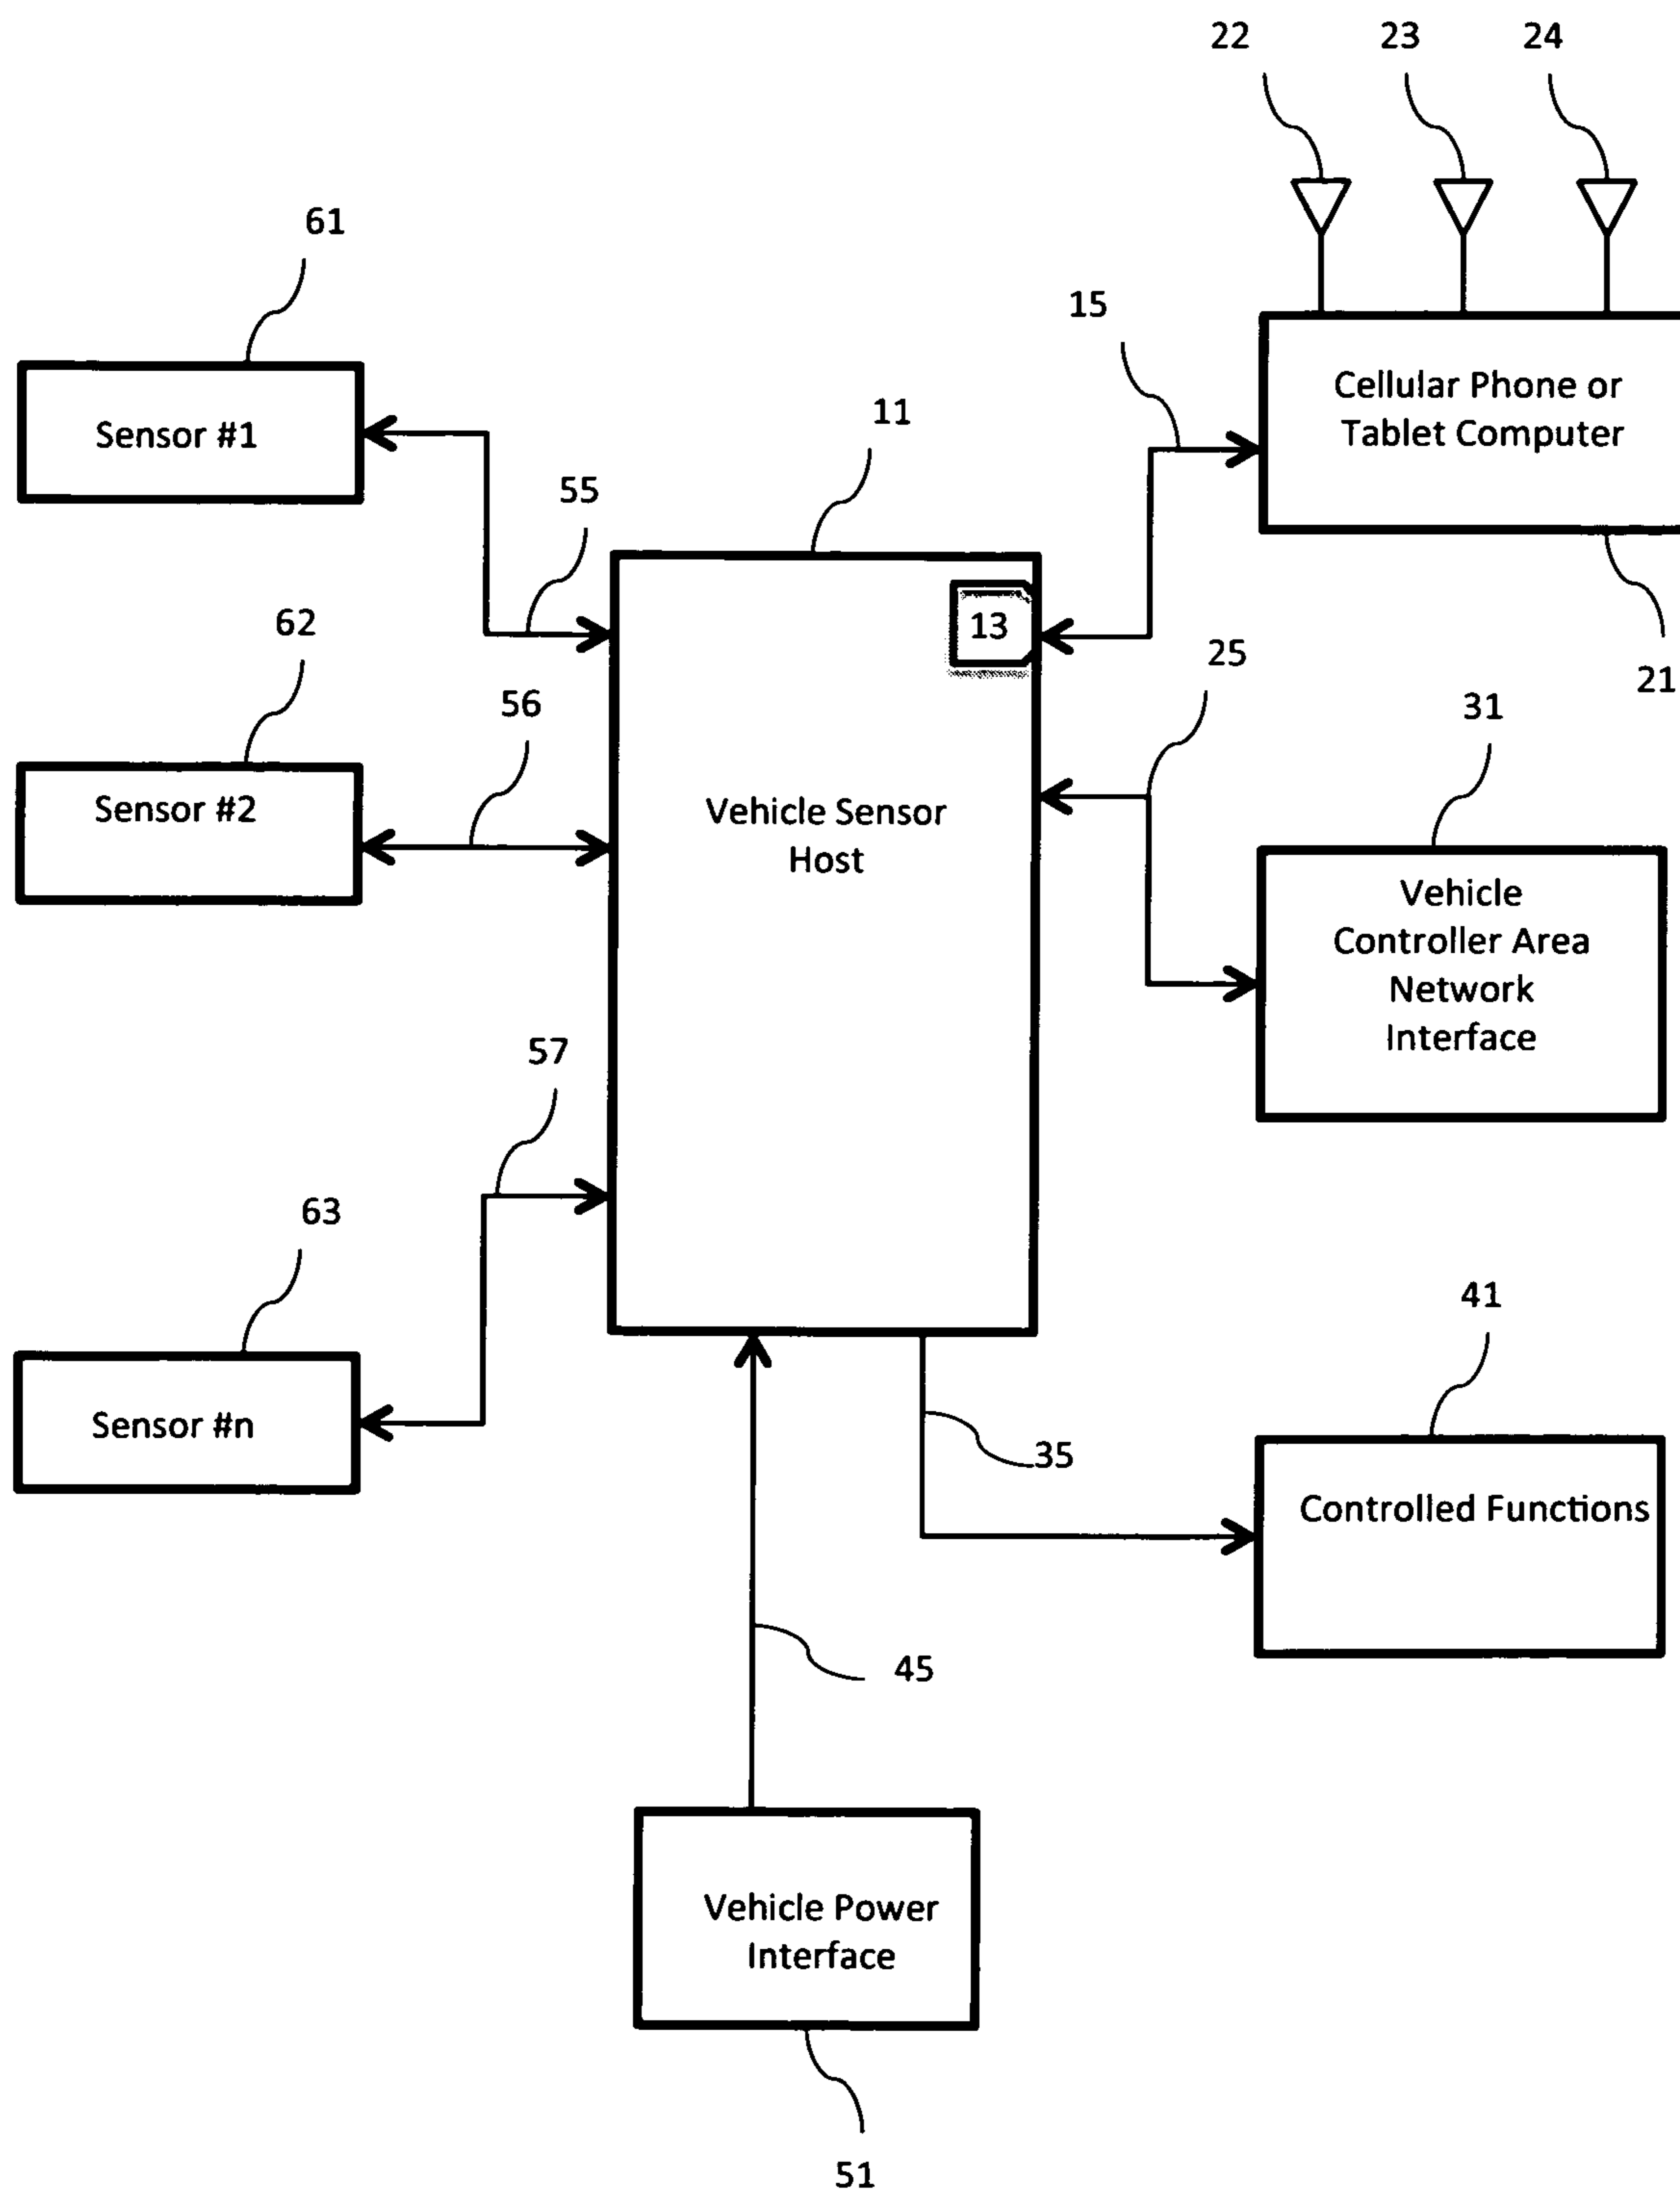 22
23
24
61
15
Cellular Phone or
Tablet Computer
11
Sensor #1
55
13
62
25
21
56
31
Sensor #2
Vehicle Sensor
Host
Vehicle
Controller Area
Network
Interface
57
63
41
Sensor #n
35
Controlled Functions
45
Vehicle Power
Interface
51